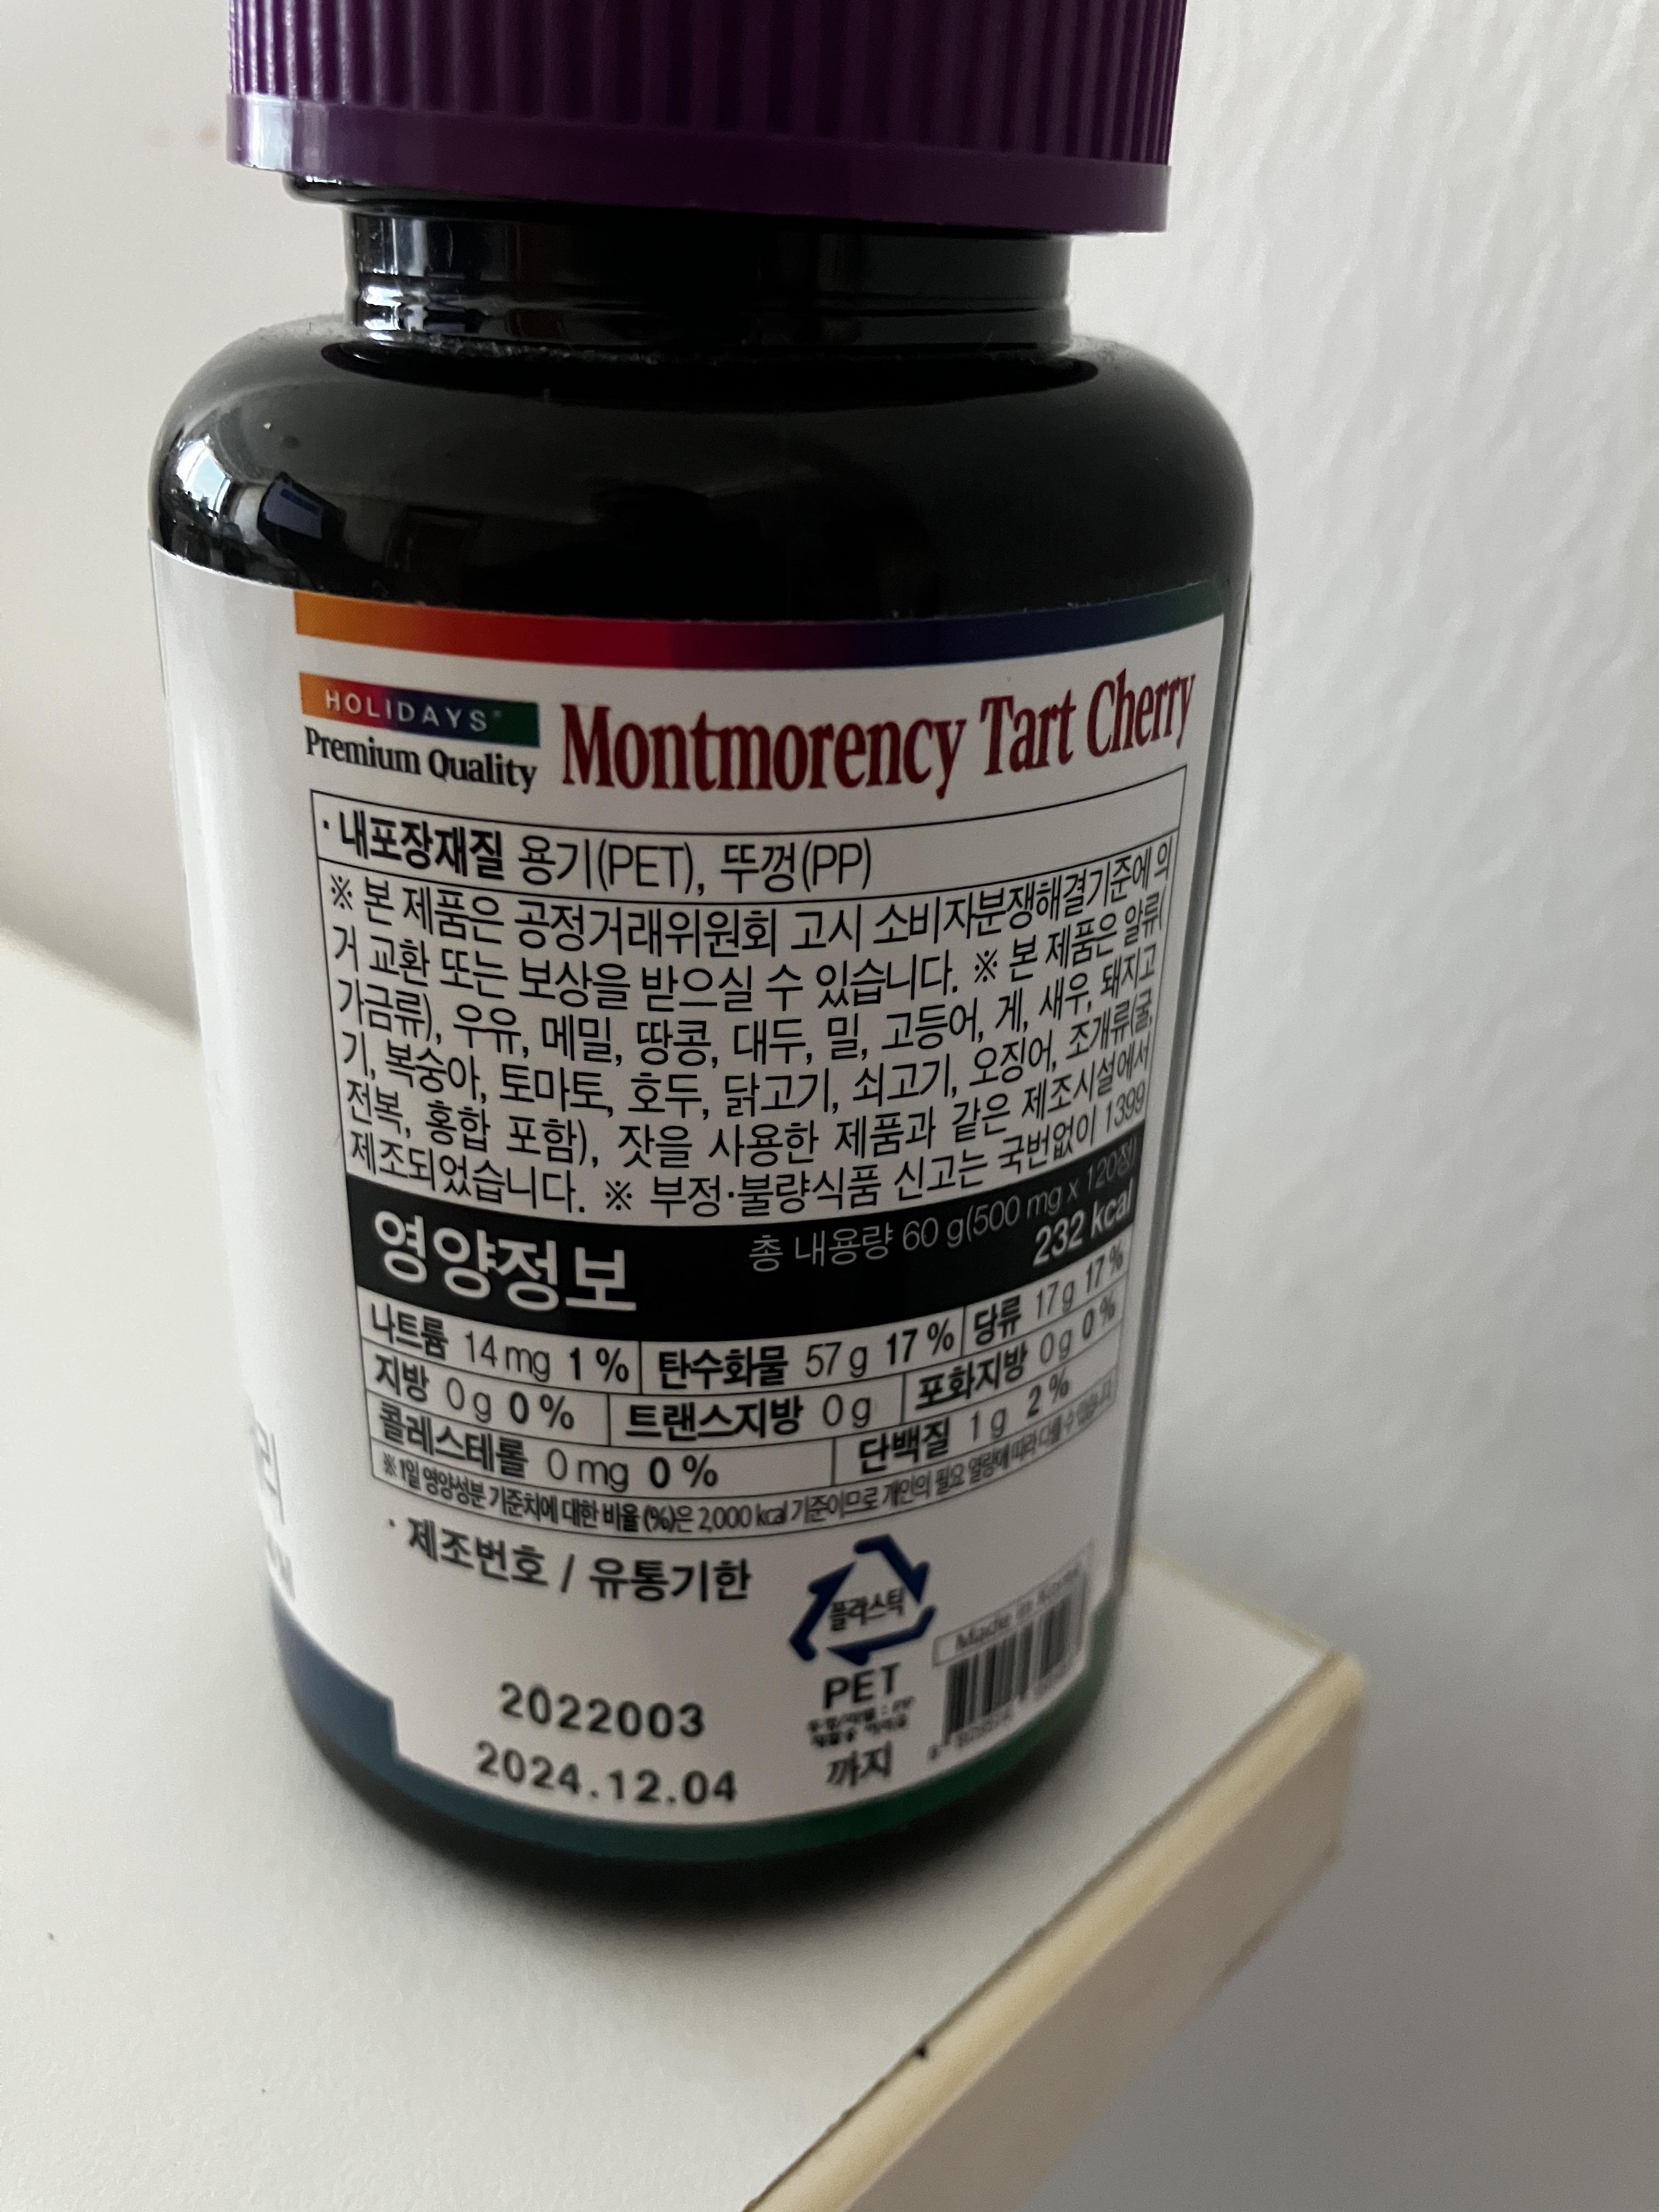 HOLIDAYS
Premium Quality
Montmorency Tart Cherry
· 내포장재질 용기(PET), 뚜껑(PP)
※ 본 제품은 공정거래위원회 고시 소비자분쟁해결기준에 의
거 교환 또는 보상을 받으실 수 있습니다. ※ 본 제품은 알류(
가금류), 우유, 메밀, 땅콩, 대두, 밀, 고등어, 게, 새우, 돼지고
기, 복숭아, 토마토, 호두, 닭고기, 쇠고기, 오징어, 조개류(굴,
전복, 홍합 포함), 잣을 사용한 제품과 같은 제조시설에서
제조되었습니다. ※ 부정·불량식품 신고는 국번없이 1399
영양정보
총 내용량 60 g(500 mg x 120정)
232 kcal
나트륨 14 mg 1 % 탄수화물 57 g 17 % 당류 17 g 17 %
지방 0 g 0 % 트랜스지방 0 g 포화지방 0 g 0 %
콜레스테롤 0 mg 0 % 단백질 1 g 2 %
※1일 영양성분 기준치에 대한 비율(%)은 2,000 kcal 기준이므로 개인의 필요 열량에 따라 다를 수 있습니다
· 제조번호 / 유통기한
플라스틱
PET
Made in Korea
2022003
2024.12.04
까지